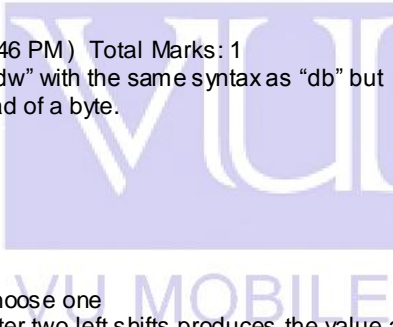 46 PM) Total Marks: 1
dw” with the same syntax as “db” but
ad of a byte.
VU
VU MOBILE
hoose one
ter two left shifts produces the value a